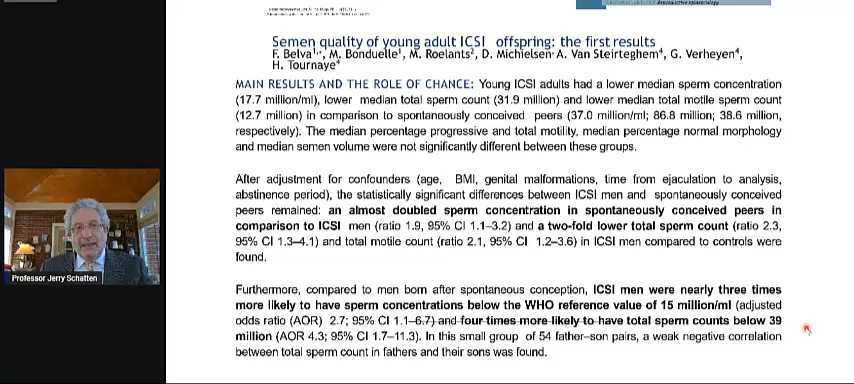 Semen quality of young adult ICSI offspring: the first results
F. Belva¹·*, M. Bonduelle¹, M. Roelants², D. Michielsen, A. Van Steirteghem⁴, G. Verheyen⁴,
H. Tournaye⁴
MAIN RESULTS AND THE ROLE OF CHANCE: Young ICSI adults had a lower median sperm concentration
(17.7 million/ml), lower median total sperm count (31.9 million) and lower median total motile sperm count
(12.7 million) in comparison to spontaneously conceived peers (37.0 million/ml; 86.8 million; 38.6 million,
respectively). The median percentage progressive and total motility, median percentage normal morphology
and median semen volume were not significantly different between these groups.
After adjustment for confounders (age, BMI, genital malformations, time from ejaculation to analysis,
abstinence period), the statistically significant differences between ICSI men and spontaneously conceived
peers remained: an almost doubled sperm concentration in spontaneously conceived peers in
comparison to ICSI men (ratio 1.9, 95% CI 1.1–3.2) and a two-fold lower total sperm count (ratio 2.3,
95% CI 1.3–4.1) and total motile count (ratio 2.1, 95% CI 1.2–3.6) in ICSI men compared to controls were
found.
Professor Jerry Schatten
Furthermore, compared to men born after spontaneous conception, ICSI men were nearly three times
more likely to have sperm concentrations below the WHO reference value of 15 million/ml (adjusted
odds ratio (AOR) 2.7; 95% CI 1.1–6.7) and four times more likely to have total sperm counts below 39
million (AOR 4.3; 95% CI 1.7–11.3). In this small group of 54 father–son pairs, a weak negative correlation
between total sperm count in fathers and their sons was found.